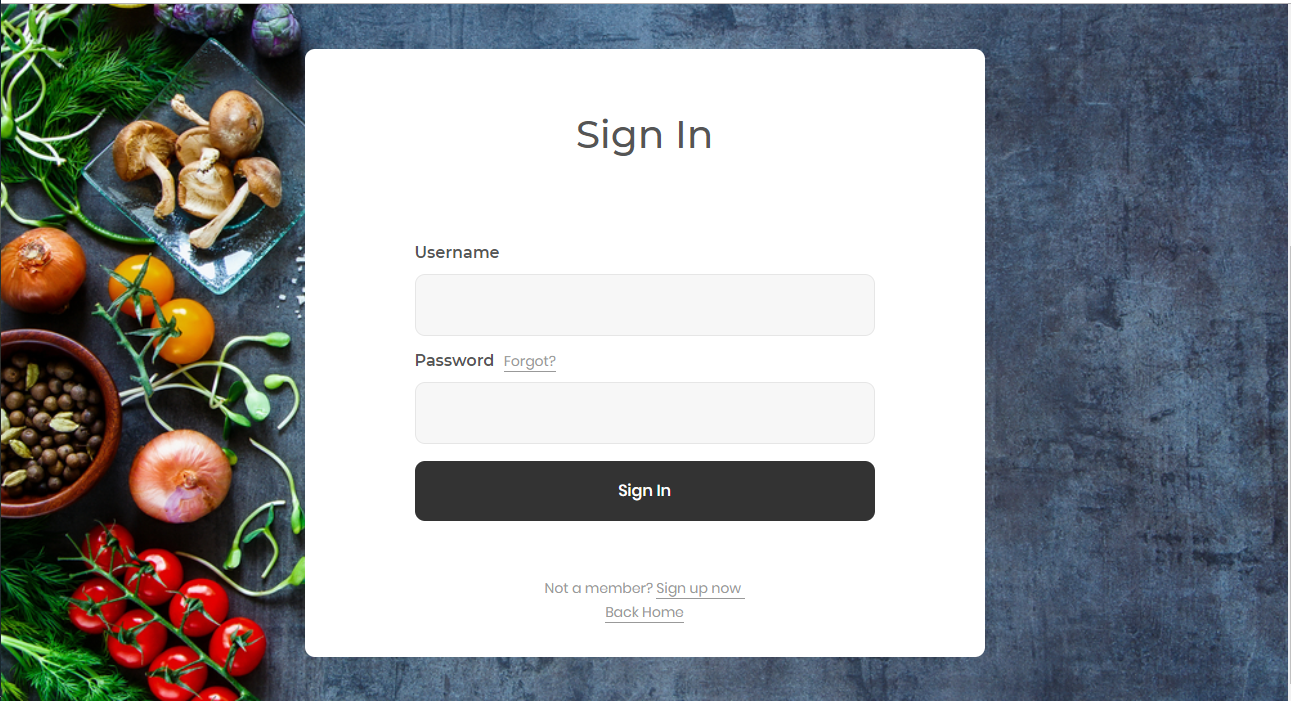 Sign In
Username
Password Forgot?
Sign In
Not a member? Sign up now
Back Home